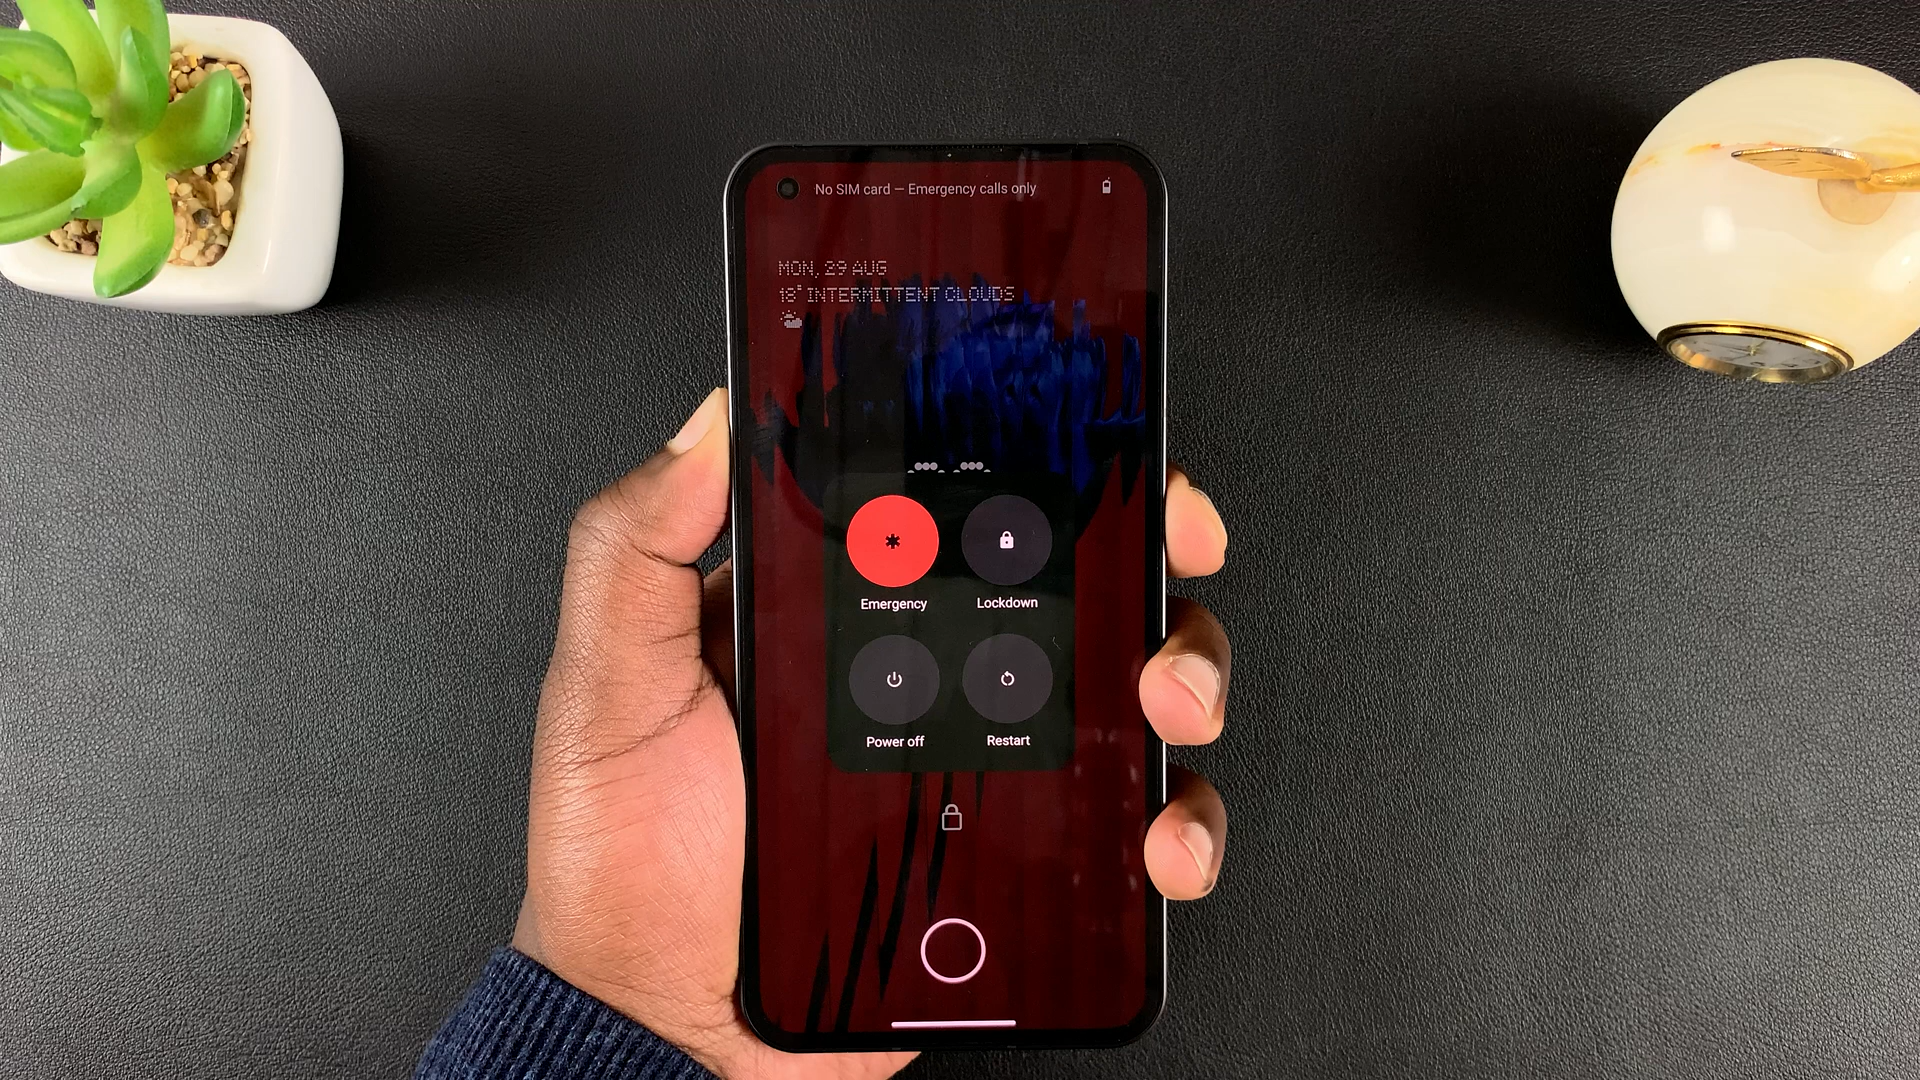 No SIM card — Emergency calls only
MON, 29 AUG
18° INTERMITTENT CLOUDS
Emergency
Lockdown
Power off
Restart